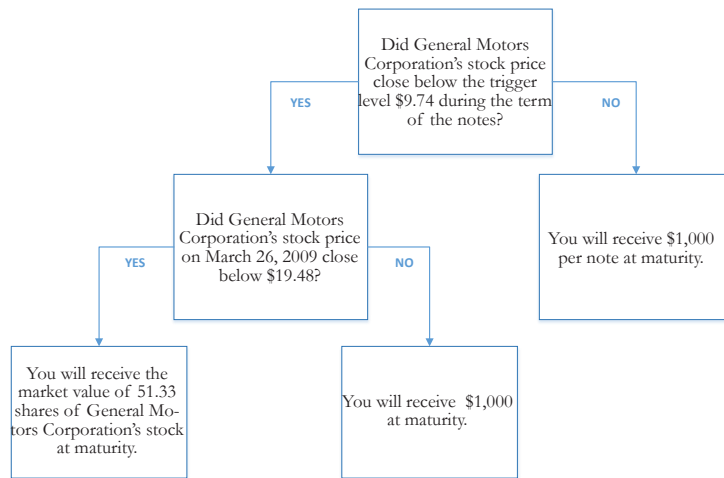 Did General Motors
Corporation's stock price
close below the trigger
level $9.74 during the term
of the notes?
YES
NO
Did General Motors
Corporation's stock price
on March 26, 2009 close
below $19.48?
You will receive $1,000
per note at maturity.
YES
NO
You will receive the
market value of 51.33
shares of General Mo-
tors Corporation's stock
at maturity.
You will receive $1,000
at maturity.